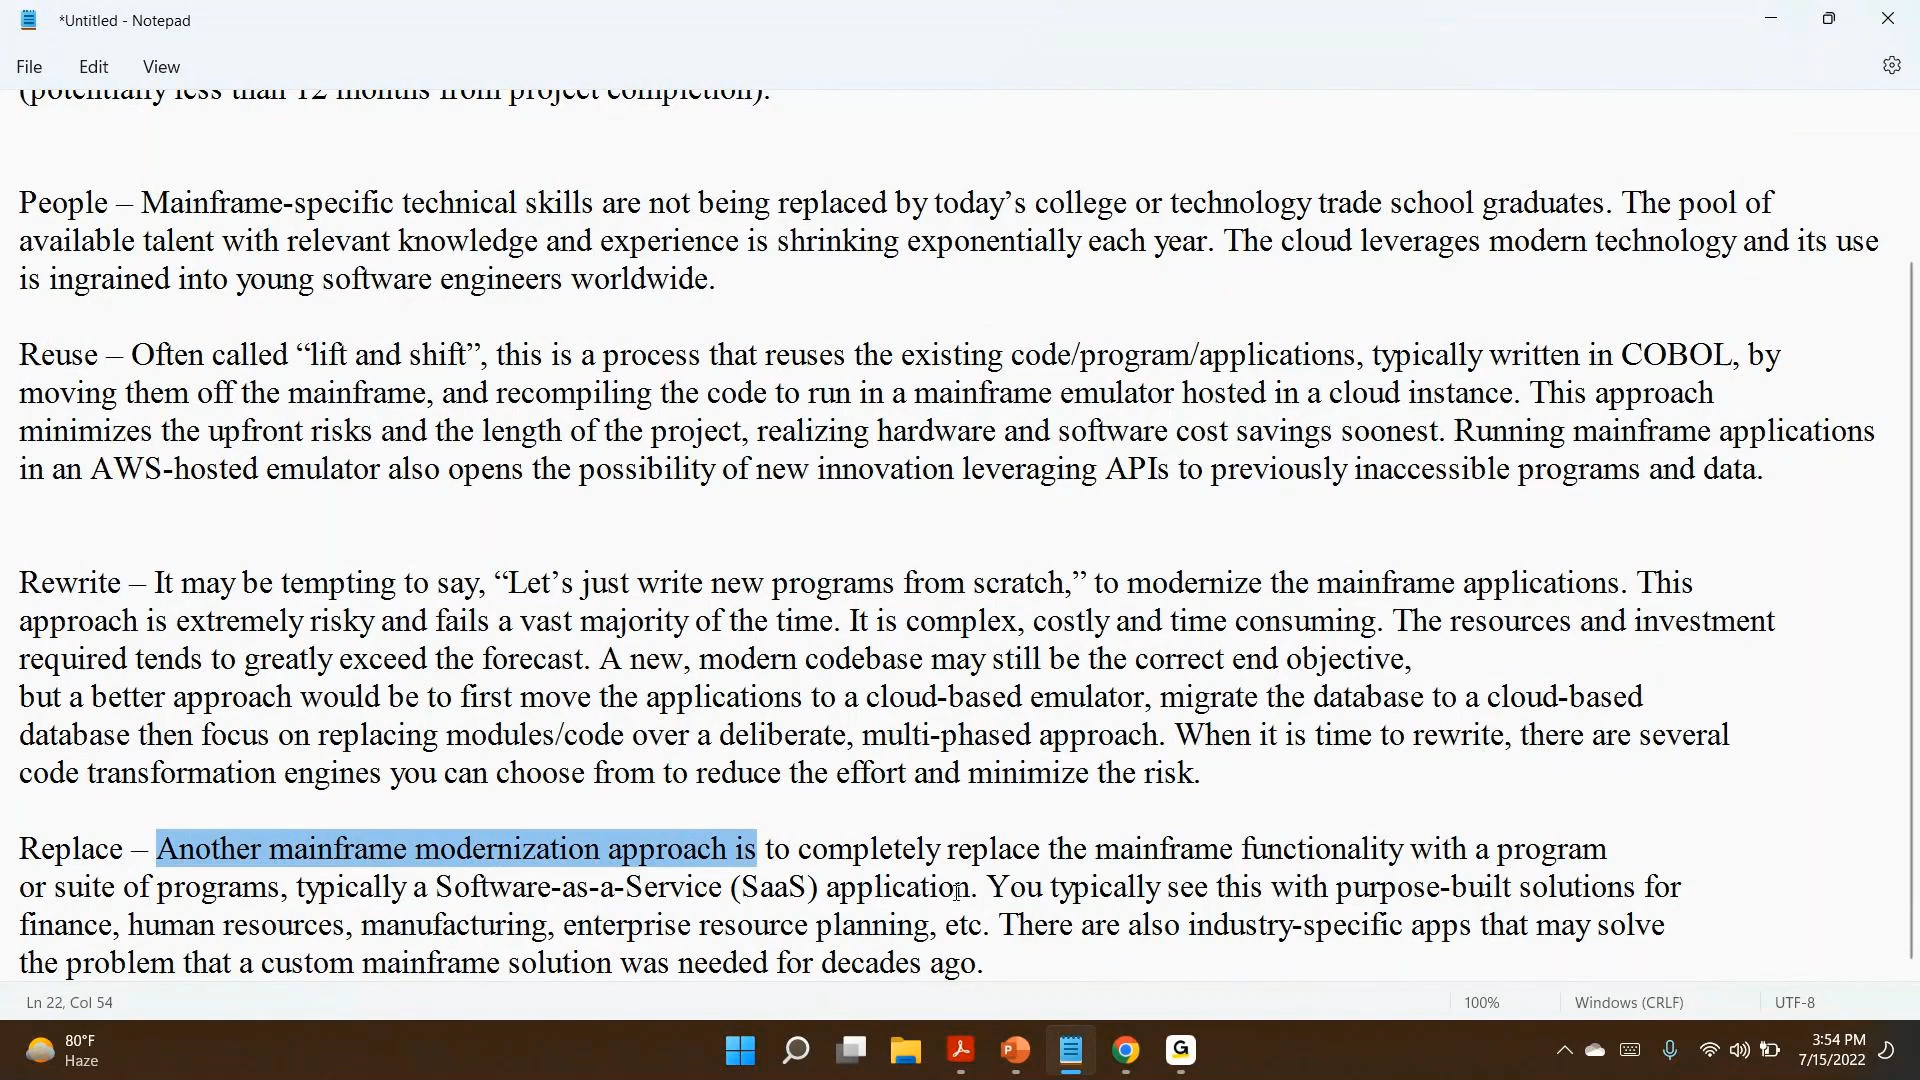 *Untitled - Notepad
File Edit View
(potentially less than 12 months from project completion).
People – Mainframe-specific technical skills are not being replaced by today’s college or technology trade school graduates. The pool of
available talent with relevant knowledge and experience is shrinking exponentially each year. The cloud leverages modern technology and its use
is ingrained into young software engineers worldwide.
Reuse – Often called “lift and shift”, this is a process that reuses the existing code/program/applications, typically written in COBOL, by
moving them off the mainframe, and recompiling the code to run in a mainframe emulator hosted in a cloud instance. This approach
minimizes the upfront risks and the length of the project, realizing hardware and software cost savings soonest. Running mainframe applications
in an AWS-hosted emulator also opens the possibility of new innovation leveraging APIs to previously inaccessible programs and data.
Rewrite – It may be tempting to say, “Let’s just write new programs from scratch,” to modernize the mainframe applications. This
approach is extremely risky and fails a vast majority of the time. It is complex, costly and time consuming. The resources and investment
required tends to greatly exceed the forecast. A new, modern codebase may still be the correct end objective,
but a better approach would be to first move the applications to a cloud-based emulator, migrate the database to a cloud-based
database then focus on replacing modules/code over a deliberate, multi-phased approach. When it is time to rewrite, there are several
code transformation engines you can choose from to reduce the effort and minimize the risk.
Replace – Another mainframe modernization approach is to completely replace the mainframe functionality with a program
or suite of programs, typically a Software-as-a-Service (SaaS) application. You typically see this with purpose-built solutions for
finance, human resources, manufacturing, enterprise resource planning, etc. There are also industry-specific apps that may solve
the problem that a custom mainframe solution was needed for decades ago.
Ln 22, Col 54 100% Windows (CRLF) UTF-8
80°F 3:54 PM
Haze 7/15/2022